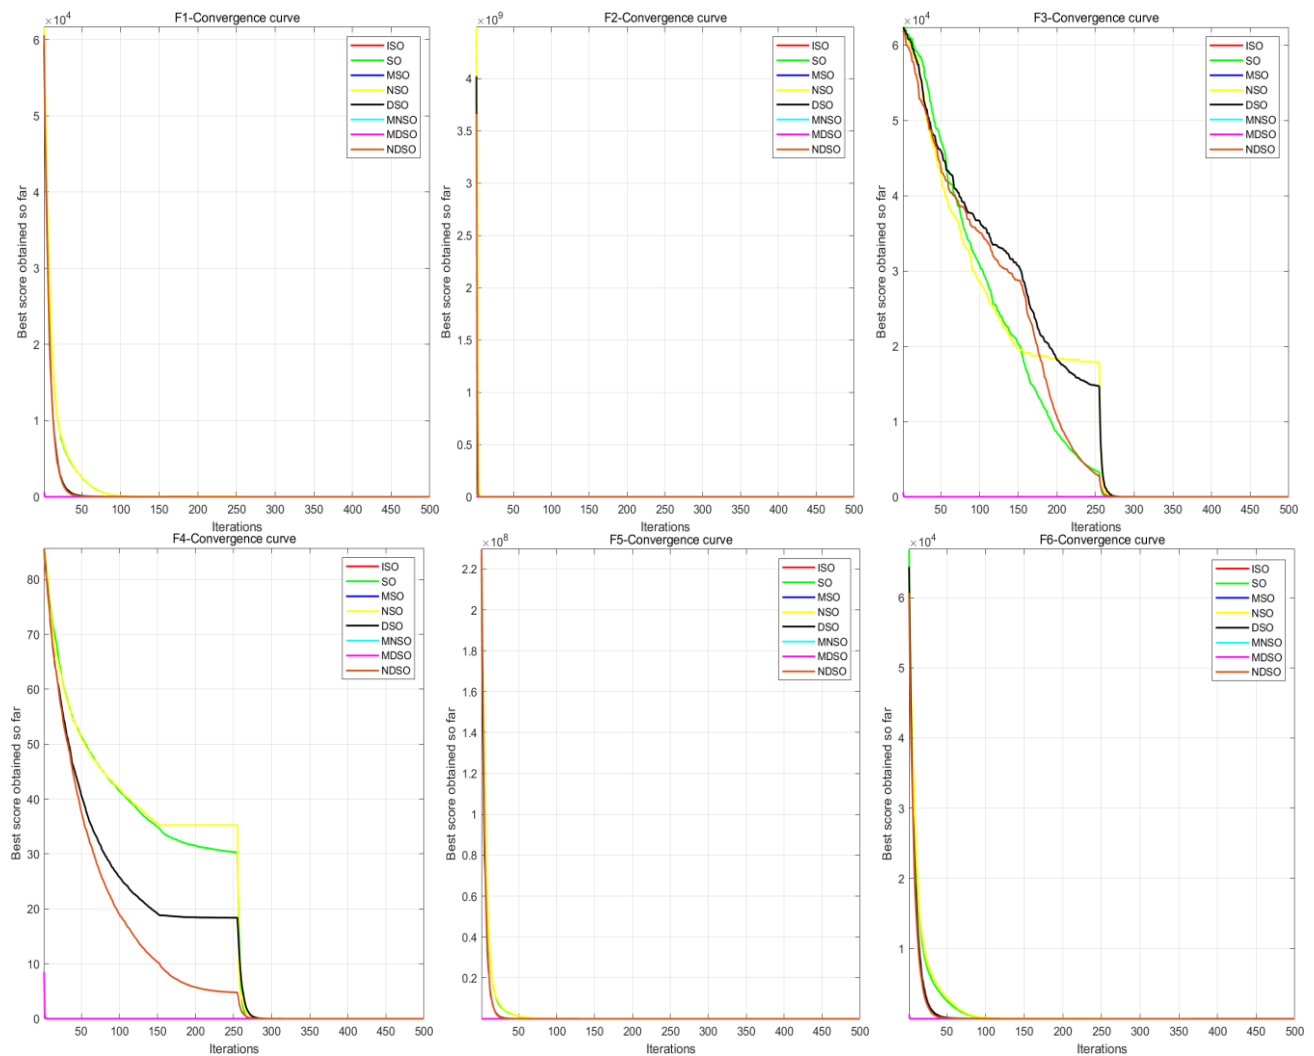 F1-Convergence curve
×10^4
Best score obtained so far
6
5
4
3
2
1
0
50 100 150 200 250 300 350 400 450 500
Iterations
ISO
SO
MSO
NSO
DSO
MNSO
MDSO
NDSO
F2-Convergence curve
×10^9
Best score obtained so far
4
3.5
3
2.5
2
1.5
1
0.5
0
50 100 150 200 250 300 350 400 450 500
Iterations
ISO
SO
MSO
NSO
DSO
MNSO
MDSO
NDSO
F3-Convergence curve
×10^4
Best score obtained so far
6
5
4
3
2
1
0
50 100 150 200 250 300 350 400 450 500
Iterations
ISO
SO
MSO
NSO
DSO
MNSO
MDSO
NDSO
F4-Convergence curve
Best score obtained so far
80
70
60
50
40
30
20
10
0
50 100 150 200 250 300 350 400 450 500
Iterations
ISO
SO
MSO
NSO
DSO
MNSO
MDSO
NDSO
F5-Convergence curve
×10^8
Best score obtained so far
2.2
2
1.8
1.6
1.4
1.2
1
0.8
0.6
0.4
0.2
50 100 150 200 250 300 350 400 450 500
Iterations
ISO
SO
MSO
NSO
DSO
MNSO
MDSO
NDSO
F6-Convergence curve
×10^4
Best score obtained so far
6
5
4
3
2
1
50 100 150 200 250 300 350 400 450 500
Iterations
ISO
SO
MSO
NSO
DSO
MNSO
MDSO
NDSO